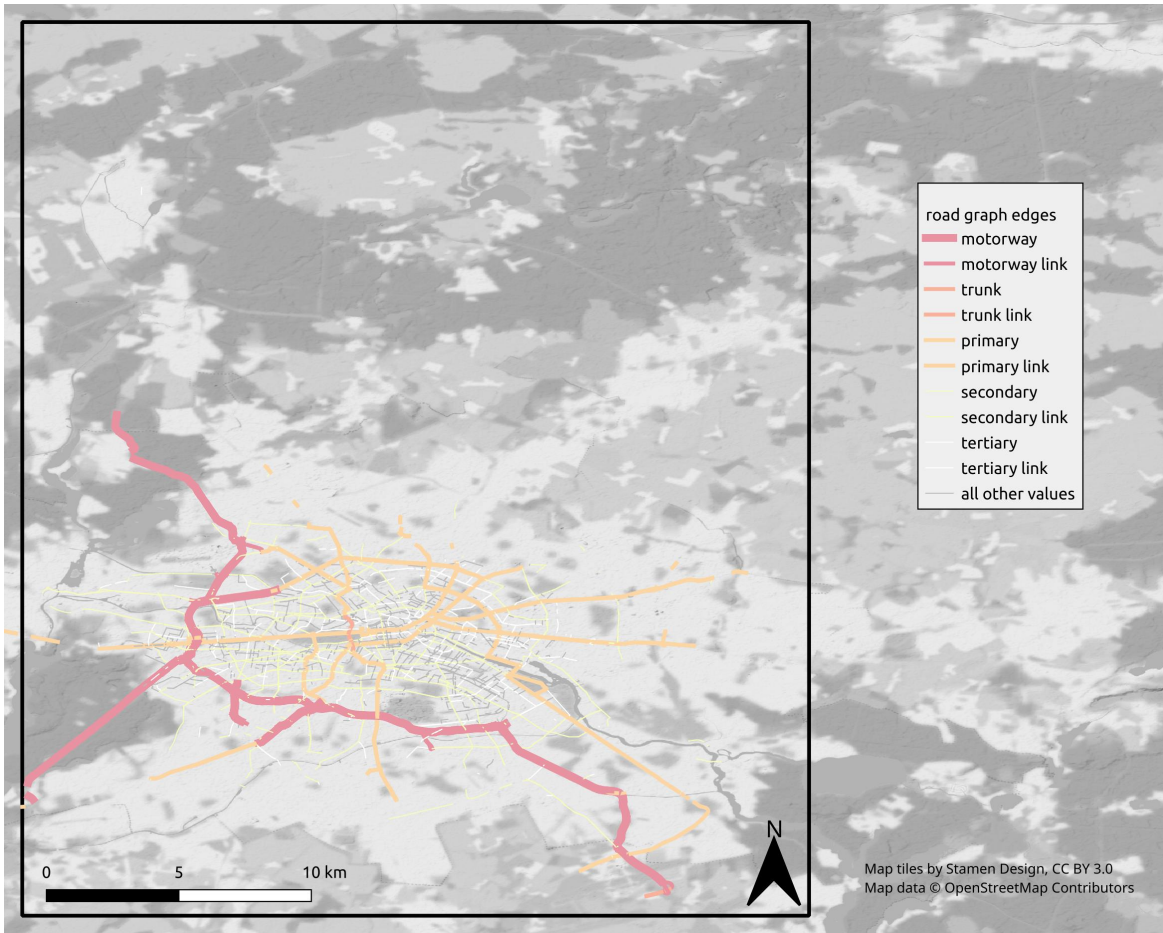 road graph edges
motorway
motorway link
trunk
trunk link
primary
primary link
secondary
secondary link
tertiary
tertiary link
all other values
N
0 5 10 km
Map tiles by Stamen Design, CC BY 3.0
Map data © OpenStreetMap Contributors